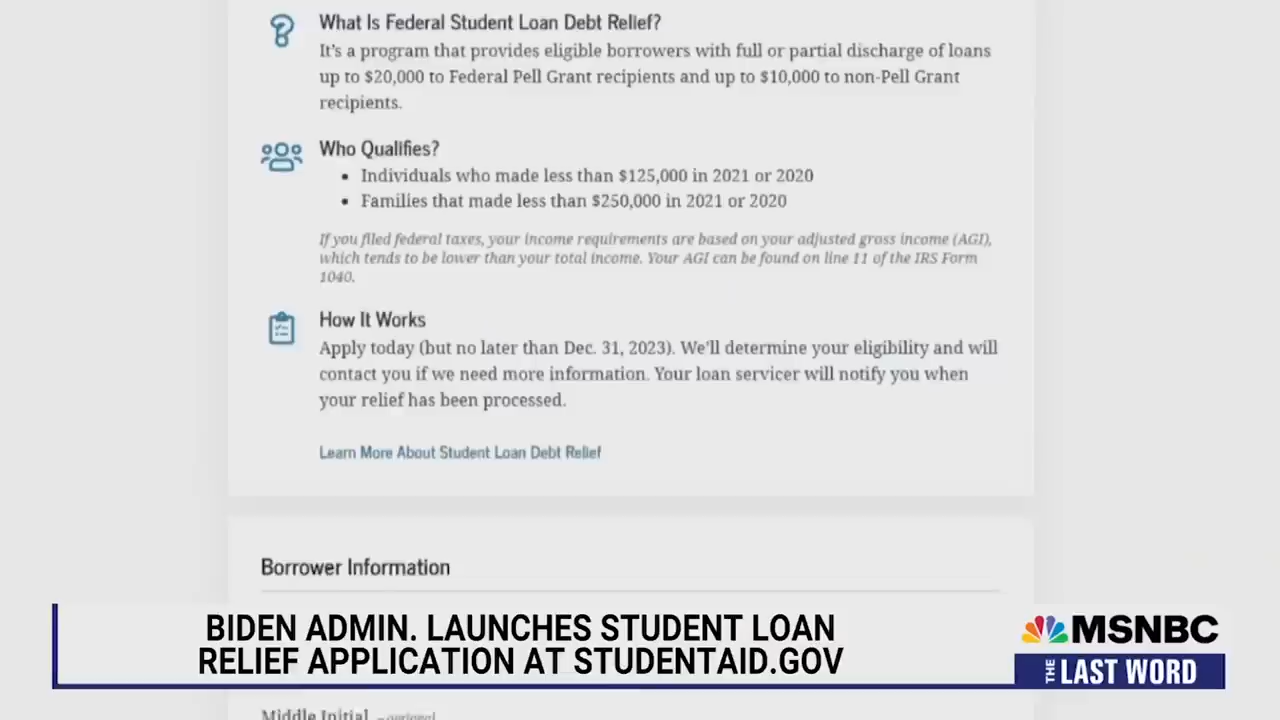 What Is Federal Student Loan Debt Relief?
It's a program that provides eligible borrowers with full or partial discharge of loans
up to $20,000 to Federal Pell Grant recipients and up to $10,000 to non-Pell Grant
recipients.
Who Qualifies?
• Individuals who made less than $125,000 in 2021 or 2020
• Families that made less than $250,000 in 2021 or 2020
If you filed federal taxes, your income requirements are based on your adjusted gross income (AGI),
which tends to be lower than your total income. Your AGI can be found on line 11 of the IRS Form
1040.
How It Works
Apply today (but no later than Dec. 31, 2023). We'll determine your eligibility and will
contact you if we need more information. Your loan servicer will notify you when
your relief has been processed.
Learn More About Student Loan Debt Relief
Borrower Information
BIDEN ADMIN. LAUNCHES STUDENT LOAN
RELIEF APPLICATION AT STUDENTAID.GOV
MSNBC
THE LAST WORD
Middle Initial – optional